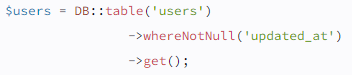 $users = DB::table('users')
->whereNotNull('updated_at')
->get();